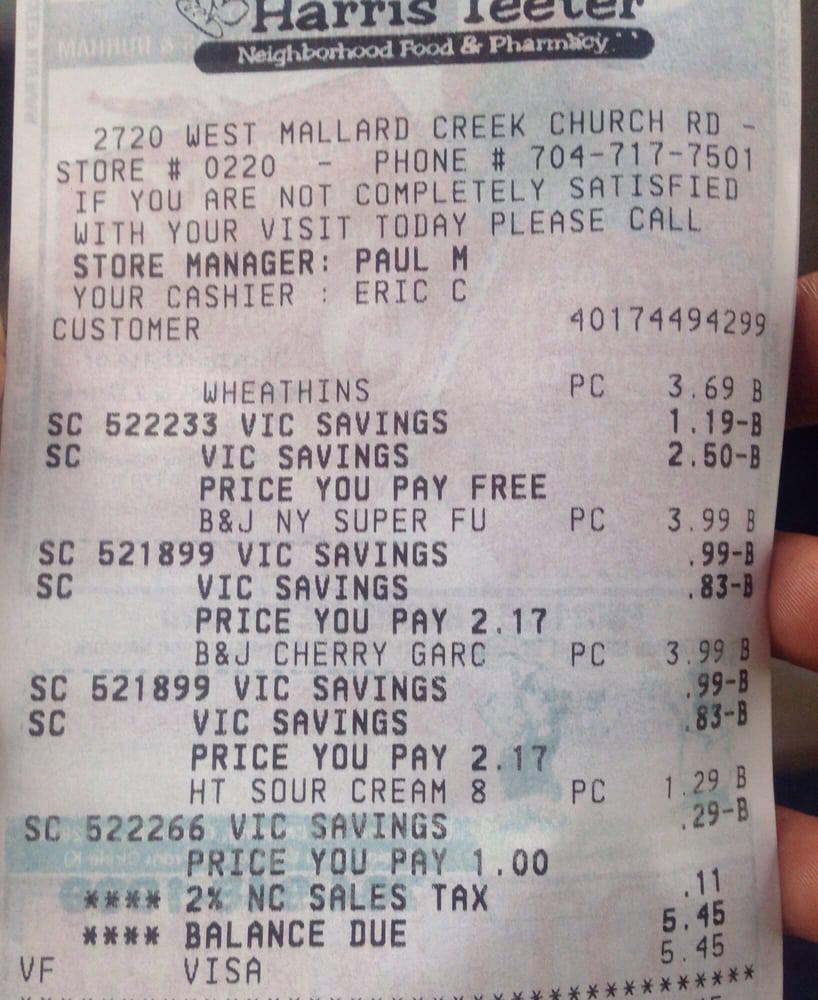 Harris Teeter
Neighborhood Food & Pharmacy
2720 WEST MALLARD CREEK CHURCH RD -
STORE # 0220 - PHONE # 704-717-7501
IF YOU ARE NOT COMPLETELY SATISFIED
WITH YOUR VISIT TODAY PLEASE CALL
STORE MANAGER: PAUL M
YOUR CASHIER : ERIC C
CUSTOMER 40174494299
WHEATHINS PC 3.69 B
SC 522233 VIC SAVINGS 1.19-B
SC VIC SAVINGS 2.50-B
PRICE YOU PAY FREE
B&J NY SUPER FU PC 3.99 B
SC 521899 VIC SAVINGS .99-B
SC VIC SAVINGS .83-B
PRICE YOU PAY 2.17
B&J CHERRY GARC PC 3.99 B
SC 521899 VIC SAVINGS .99-B
SC VIC SAVINGS .83-B
PRICE YOU PAY 2.17
HT SOUR CREAM 8 PC 1.29 B
SC 522266 VIC SAVINGS .29-B
PRICE YOU PAY 1.00
**** 2% NC SALES TAX .11
**** BALANCE DUE 5.45
VF VISA 5.45